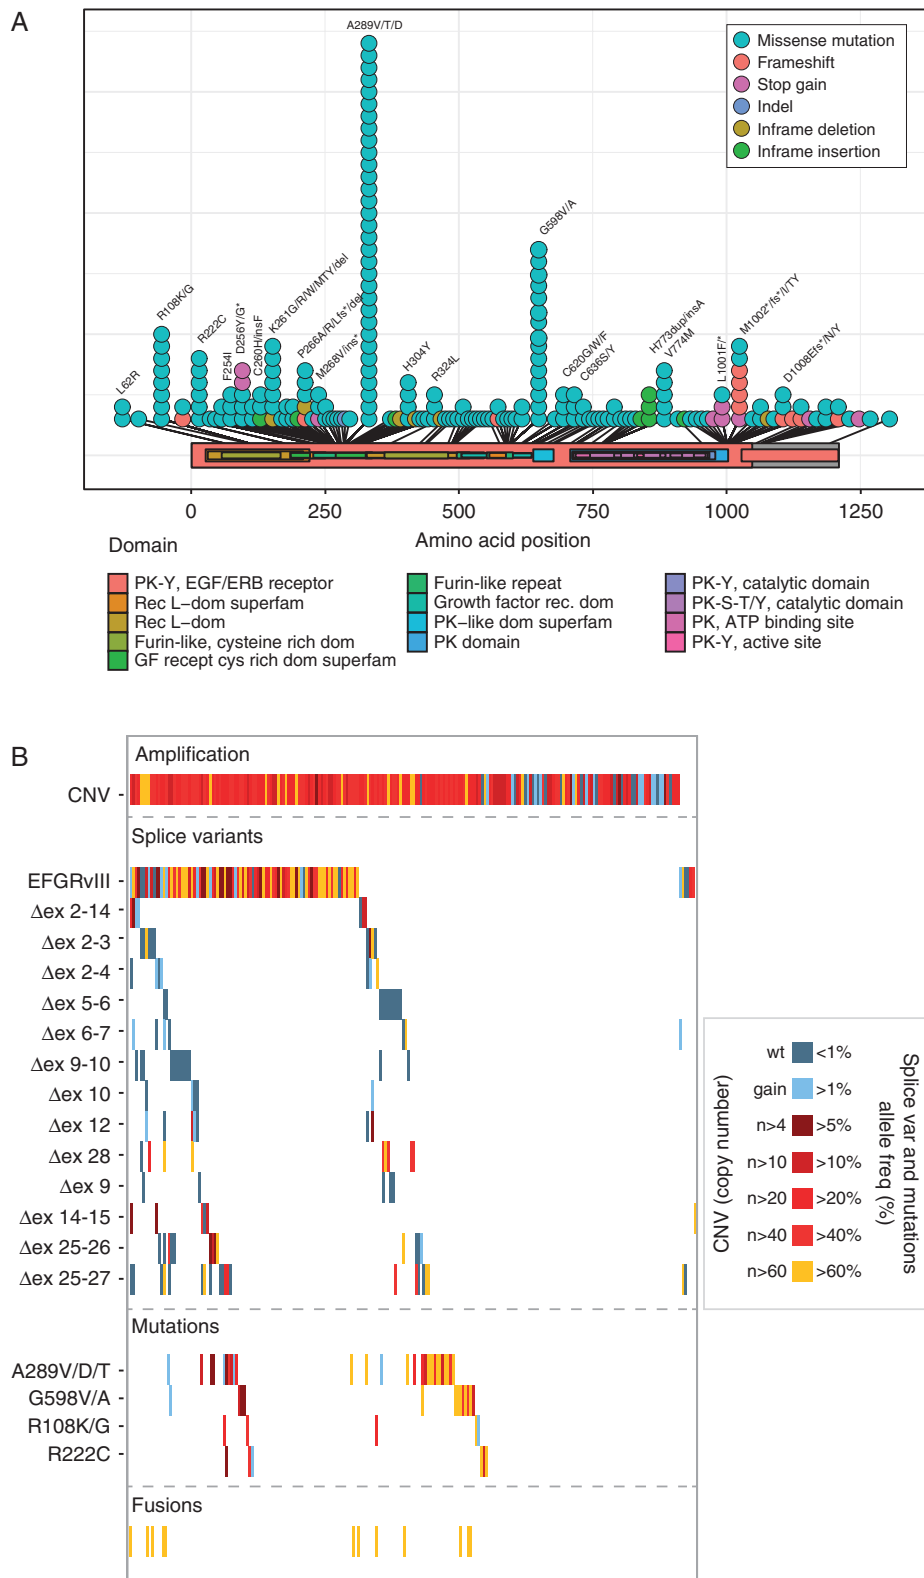 A
A289V/T/D
Missense mutation
Frameshift
Stop gain
Indel
Inframe deletion
Inframe insertion
G598V/A
R108K/G
K261G/R/W/MTY/del
P266A/R/Lfs*/del
H773dup/insA
M1002*/fs*/I/TY
R222C
D256Y/G*
C260H/insF
M268V/ins*
C620G/W/F
V774M
D1008Efs*/N/Y
L62R
F254I
H304Y
R324L
C636S/Y
L1001F/*
0 250 500 750 1000 1250
Amino acid position
Domain
PK-Y, EGF/ERB receptor
Rec L-dom superfam
Rec L-dom
Furin-like, cysteine rich dom
GF recept cys rich dom superfam
Furin-like repeat
Growth factor rec. dom
PK-like dom superfam
PK domain
PK-Y, catalytic domain
PK-S-T/Y, catalytic domain
PK, ATP binding site
PK-Y, active site
B
Amplification
CNV
Splice variants
EFGRvIII
Δex 2-14
Δex 2-3
Δex 2-4
Δex 5-6
Δex 6-7
Δex 9-10
Δex 10
Δex 12
Δex 28
Δex 9
Δex 14-15
Δex 25-26
Δex 25-27
Mutations
A289V/D/T
G598V/A
R108K/G
R222C
Fusions
CNV (copy number)
wt <1%
gain >1%
n>4 >5%
n>10 >10%
n>20 >20%
n>40 >40%
n>60 >60%
Splice var and mutations
allele freq (%)